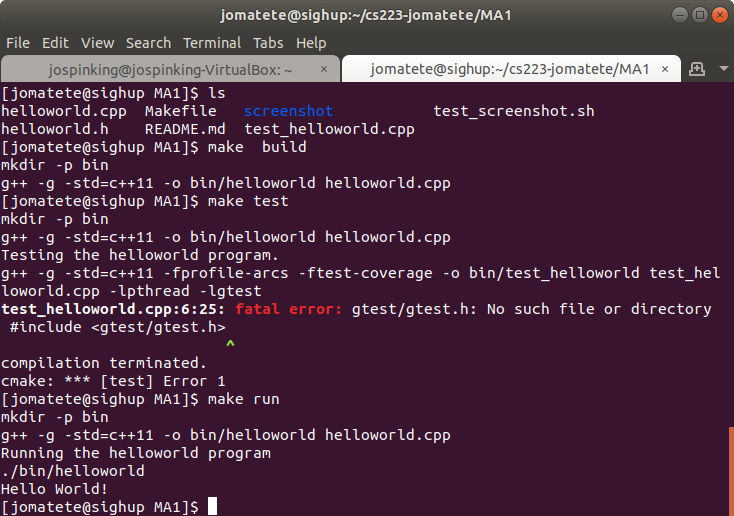 jomatete@sighup:~/cs223-jomatete/MA1
File Edit View Search Terminal Tabs Help
jospinking@jospinking-VirtualBox: ~ × jomatete@sighup:~/cs223-jomatete/MA1 ×
[jomatete@sighup MA1]$ ls
helloworld.cpp Makefile screenshot test_screenshot.sh
helloworld.h README.md test_helloworld.cpp
[jomatete@sighup MA1]$ make  build
mkdir -p bin
g++ -g -std=c++11 -o bin/helloworld helloworld.cpp
[jomatete@sighup MA1]$ make test
mkdir -p bin
g++ -g -std=c++11 -o bin/helloworld helloworld.cpp
Testing the helloworld program.
g++ -g -std=c++11 -fprofile-arcs -ftest-coverage -o bin/test_helloworld test_hel
loworld.cpp -lpthread -lgtest
test_helloworld.cpp:6:25: fatal error: gtest/gtest.h: No such file or directory
#include <gtest/gtest.h>
^
compilation terminated.
cmake: *** [test] Error 1
[jomatete@sighup MA1]$ make run
mkdir -p bin
g++ -g -std=c++11 -o bin/helloworld helloworld.cpp
Running the helloworld program
./bin/helloworld
Hello World!
[jomatete@sighup MA1]$